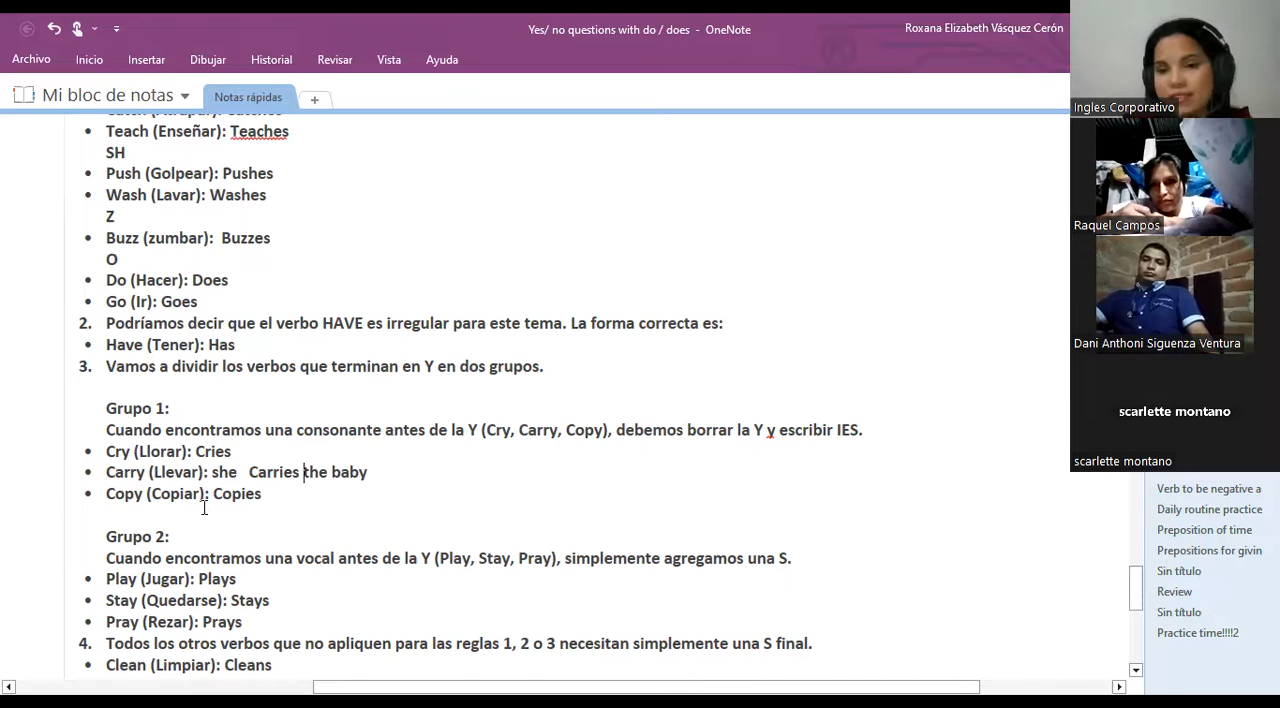 Yes/ no questions with do / does - OneNote
Roxana Elizabeth Vásquez Cerón
Archivo Inicio Insertar Dibujar Historial Revisar Vista Ayuda
Mi bloc de notas
Notas rápidas
Teach (Enseñar): Teaches
SH
Push (Golpear): Pushes
Wash (Lavar): Washes
Z
Buzz (zumbar): Buzzes
O
Do (Hacer): Does
Go (Ir): Goes
2. Podríamos decir que el verbo HAVE es irregular para este tema. La forma correcta es:
Have (Tener): Has
3. Vamos a dividir los verbos que terminan en Y en dos grupos.
Grupo 1:
Cuando encontramos una consonante antes de la Y (Cry, Carry, Copy), debemos borrar la Y y escribir IES.
Cry (Llorar): Cries
Carry (Llevar): she Carries the baby
Copy (Copiar): Copies
Grupo 2:
Cuando encontramos una vocal antes de la Y (Play, Stay, Pray), simplemente agregamos una S.
Play (Jugar): Plays
Stay (Quedarse): Stays
Pray (Rezar): Prays
4. Todos los otros verbos que no apliquen para las reglas 1, 2 o 3 necesitan simplemente una S final.
Clean (Limpiar): Cleans
Ingles Corporativo
Raquel Campos
Dani Anthoni Siguenza Ventura
scarlette montano
scarlette montano
Verb to be negative a
Daily routine practice
Preposition of time
Prepositions for givin
Sin título
Review
Sin título
Practice time!!!!2